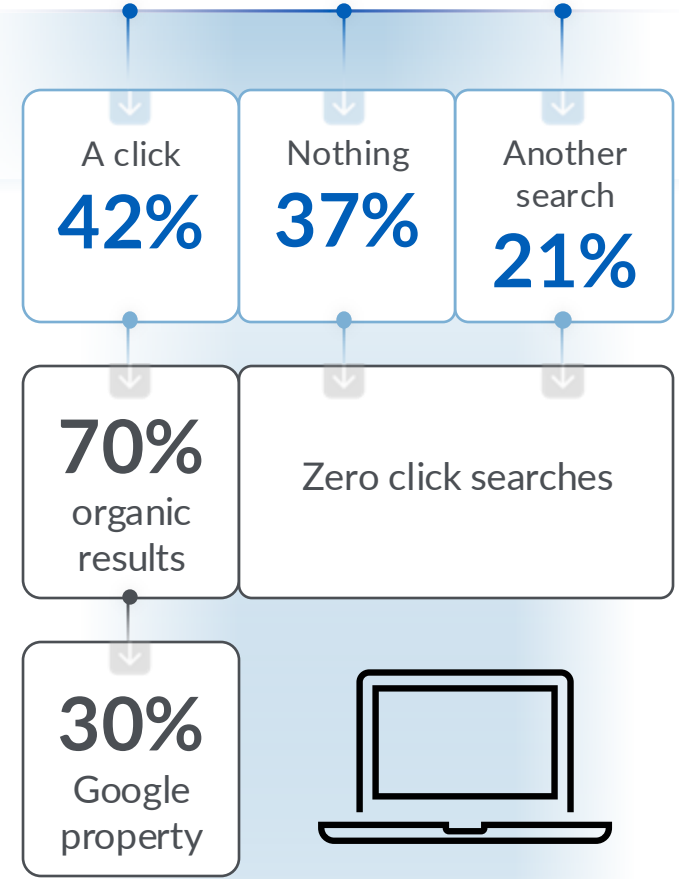 A click
42%
Nothing
37%
Another
search
21%
70%
organic
results
Zero click searches
30%
Google
property